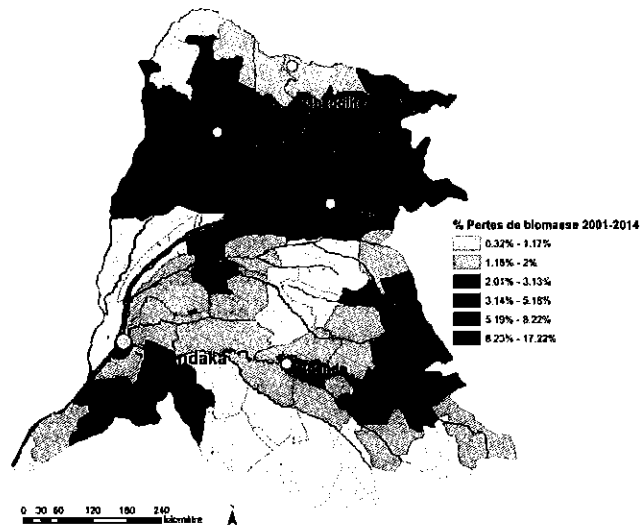 ndaka
% Pertes de biomasse 2001-2014
0.32% - 1.17%
1.18% - 2%
2.01% - 3.13%
3.14% - 5.18%
5.19% - 8.22%
8.23% - 17.22%
0 30 60 120 180 240
kilomètre